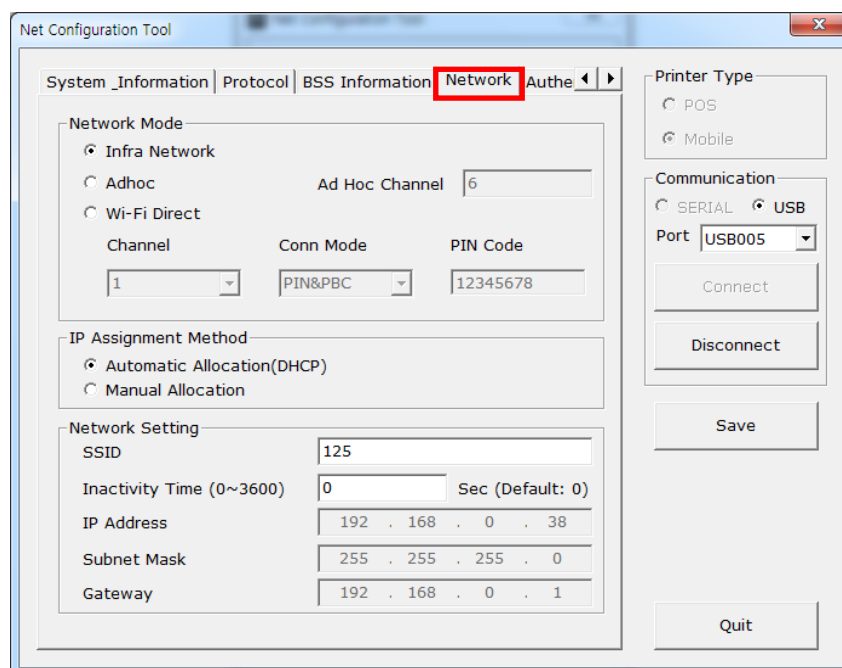 Net Configuration Tool
Net Configuration Tool
x
System _Information Protocol BSS Information Network Authe
Network Mode
Infra Network
Adhoc Ad Hoc Channel 6
Wi-Fi Direct
Channel Conn Mode PIN Code
1 PIN&PBC 12345678
IP Assignment Method
Automatic Allocation(DHCP)
Manual Allocation
Network Setting
SSID 125
Inactivity Time (0~3600) 0 Sec (Default: 0)
IP Address 192 . 168 . 0 . 38
Subnet Mask 255 . 255 . 255 . 0
Gateway 192 . 168 . 0 . 1
Printer Type
POS
Mobile
Communication
SERIAL USB
Port USB005
Connect
Disconnect
Save
Quit